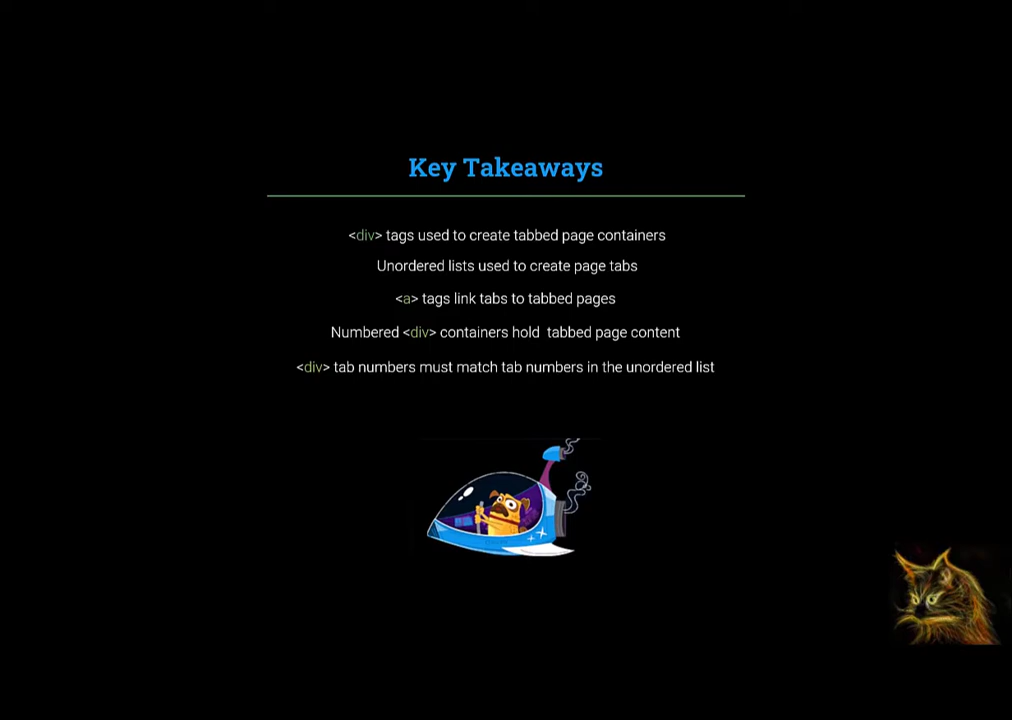 Key Takeaways
<div> tags used to create tabbed page containers
Unordered lists used to create page tabs
<a> tags link tabs to tabbed pages
Numbered <div> containers hold tabbed page content
<div> tab numbers must match tab numbers in the unordered list